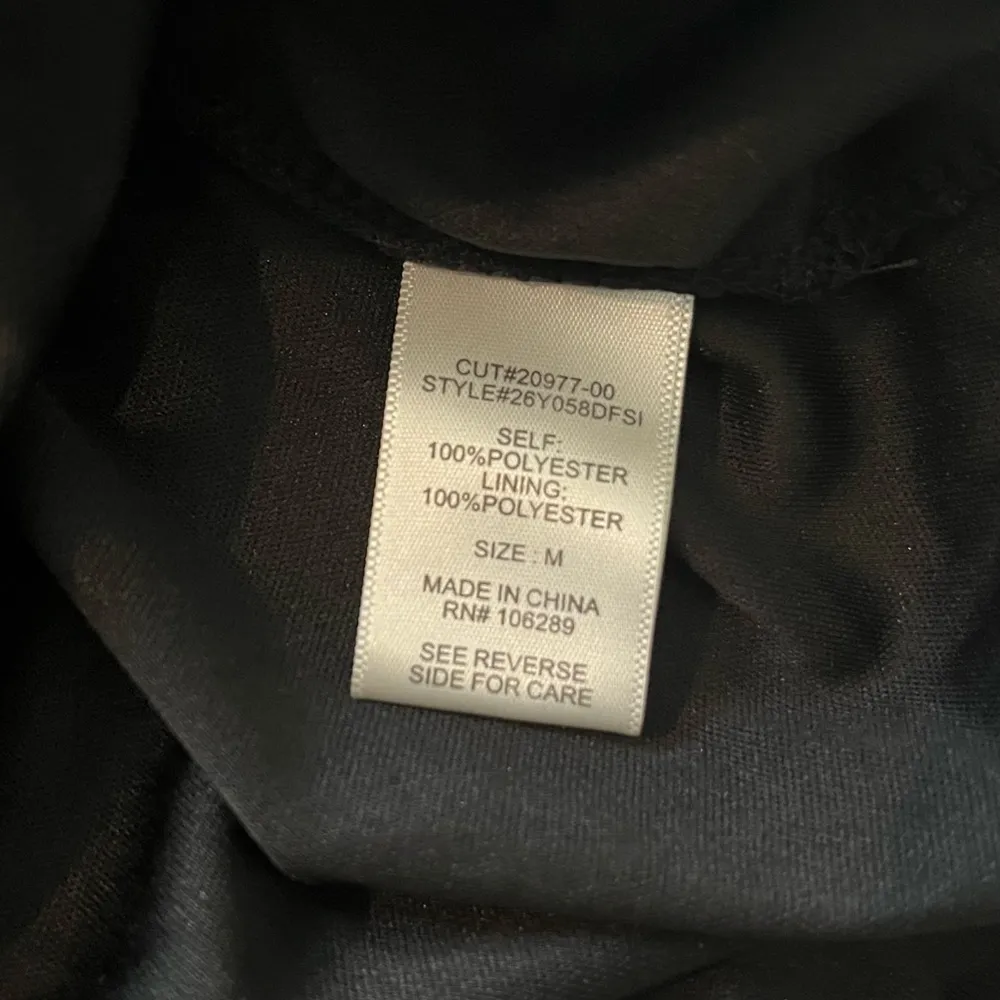 CUT#20977-00
STYLE#26Y058DFSI
SELF:
100%POLYESTER
LINING:
100%POLYESTER
SIZE : M
MADE IN CHINA
RN# 106289
SEE REVERSE
SIDE FOR CARE